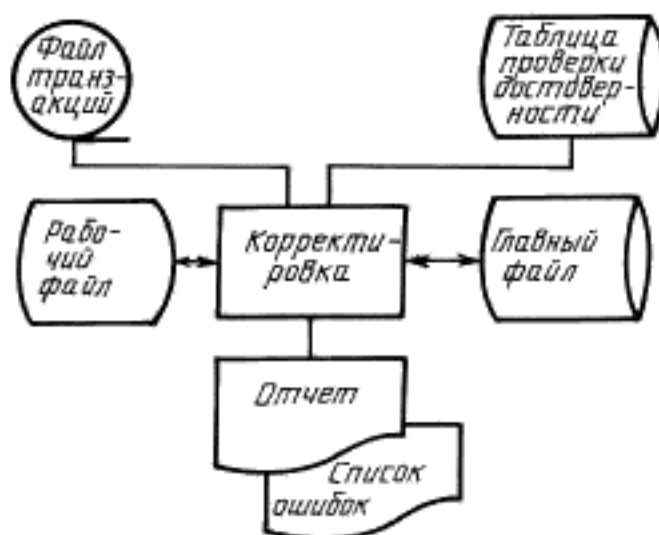 Файл
транз-
акций
Таблица
проверки
достовер-
ности
Рабо-
чий
файл
Корректи-
ровка
Главный
файл
Отчет
Список
ошибок